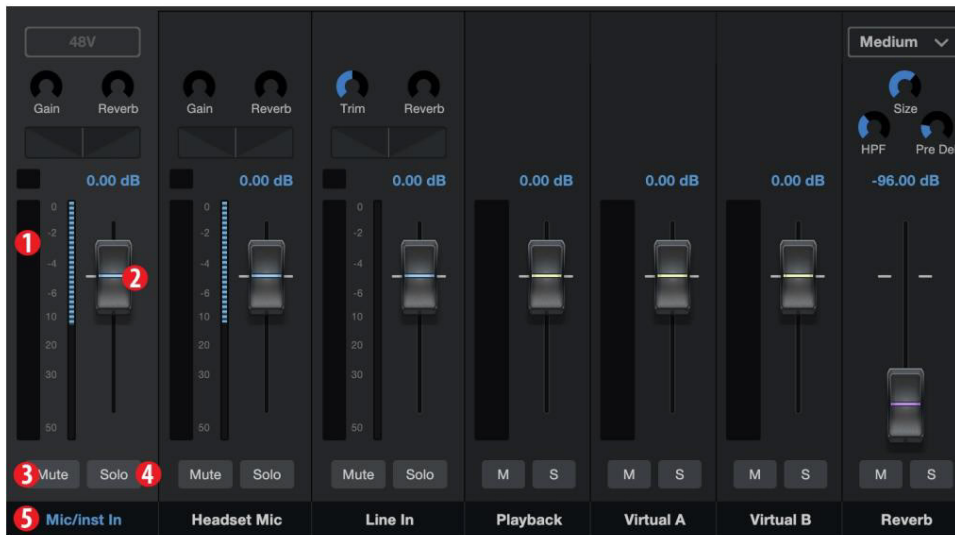 48V
Medium
Gain Reverb
Gain Reverb
Trim Reverb
Size
HPF Pre De
0.00 dB
0.00 dB
0.00 dB
0.00 dB
0.00 dB
0.00 dB
-96.00 dB
0
-2
-4
-6
10
20
30
50
0
-2
-4
-6
10
20
30
50
0
-2
-4
-6
10
20
30
50
1
2
3 Mute Solo 4
Mute Solo
Mute Solo
M S
M S
M S
M S
5 Mic/inst In
Headset Mic
Line In
Playback
Virtual A
Virtual B
Reverb